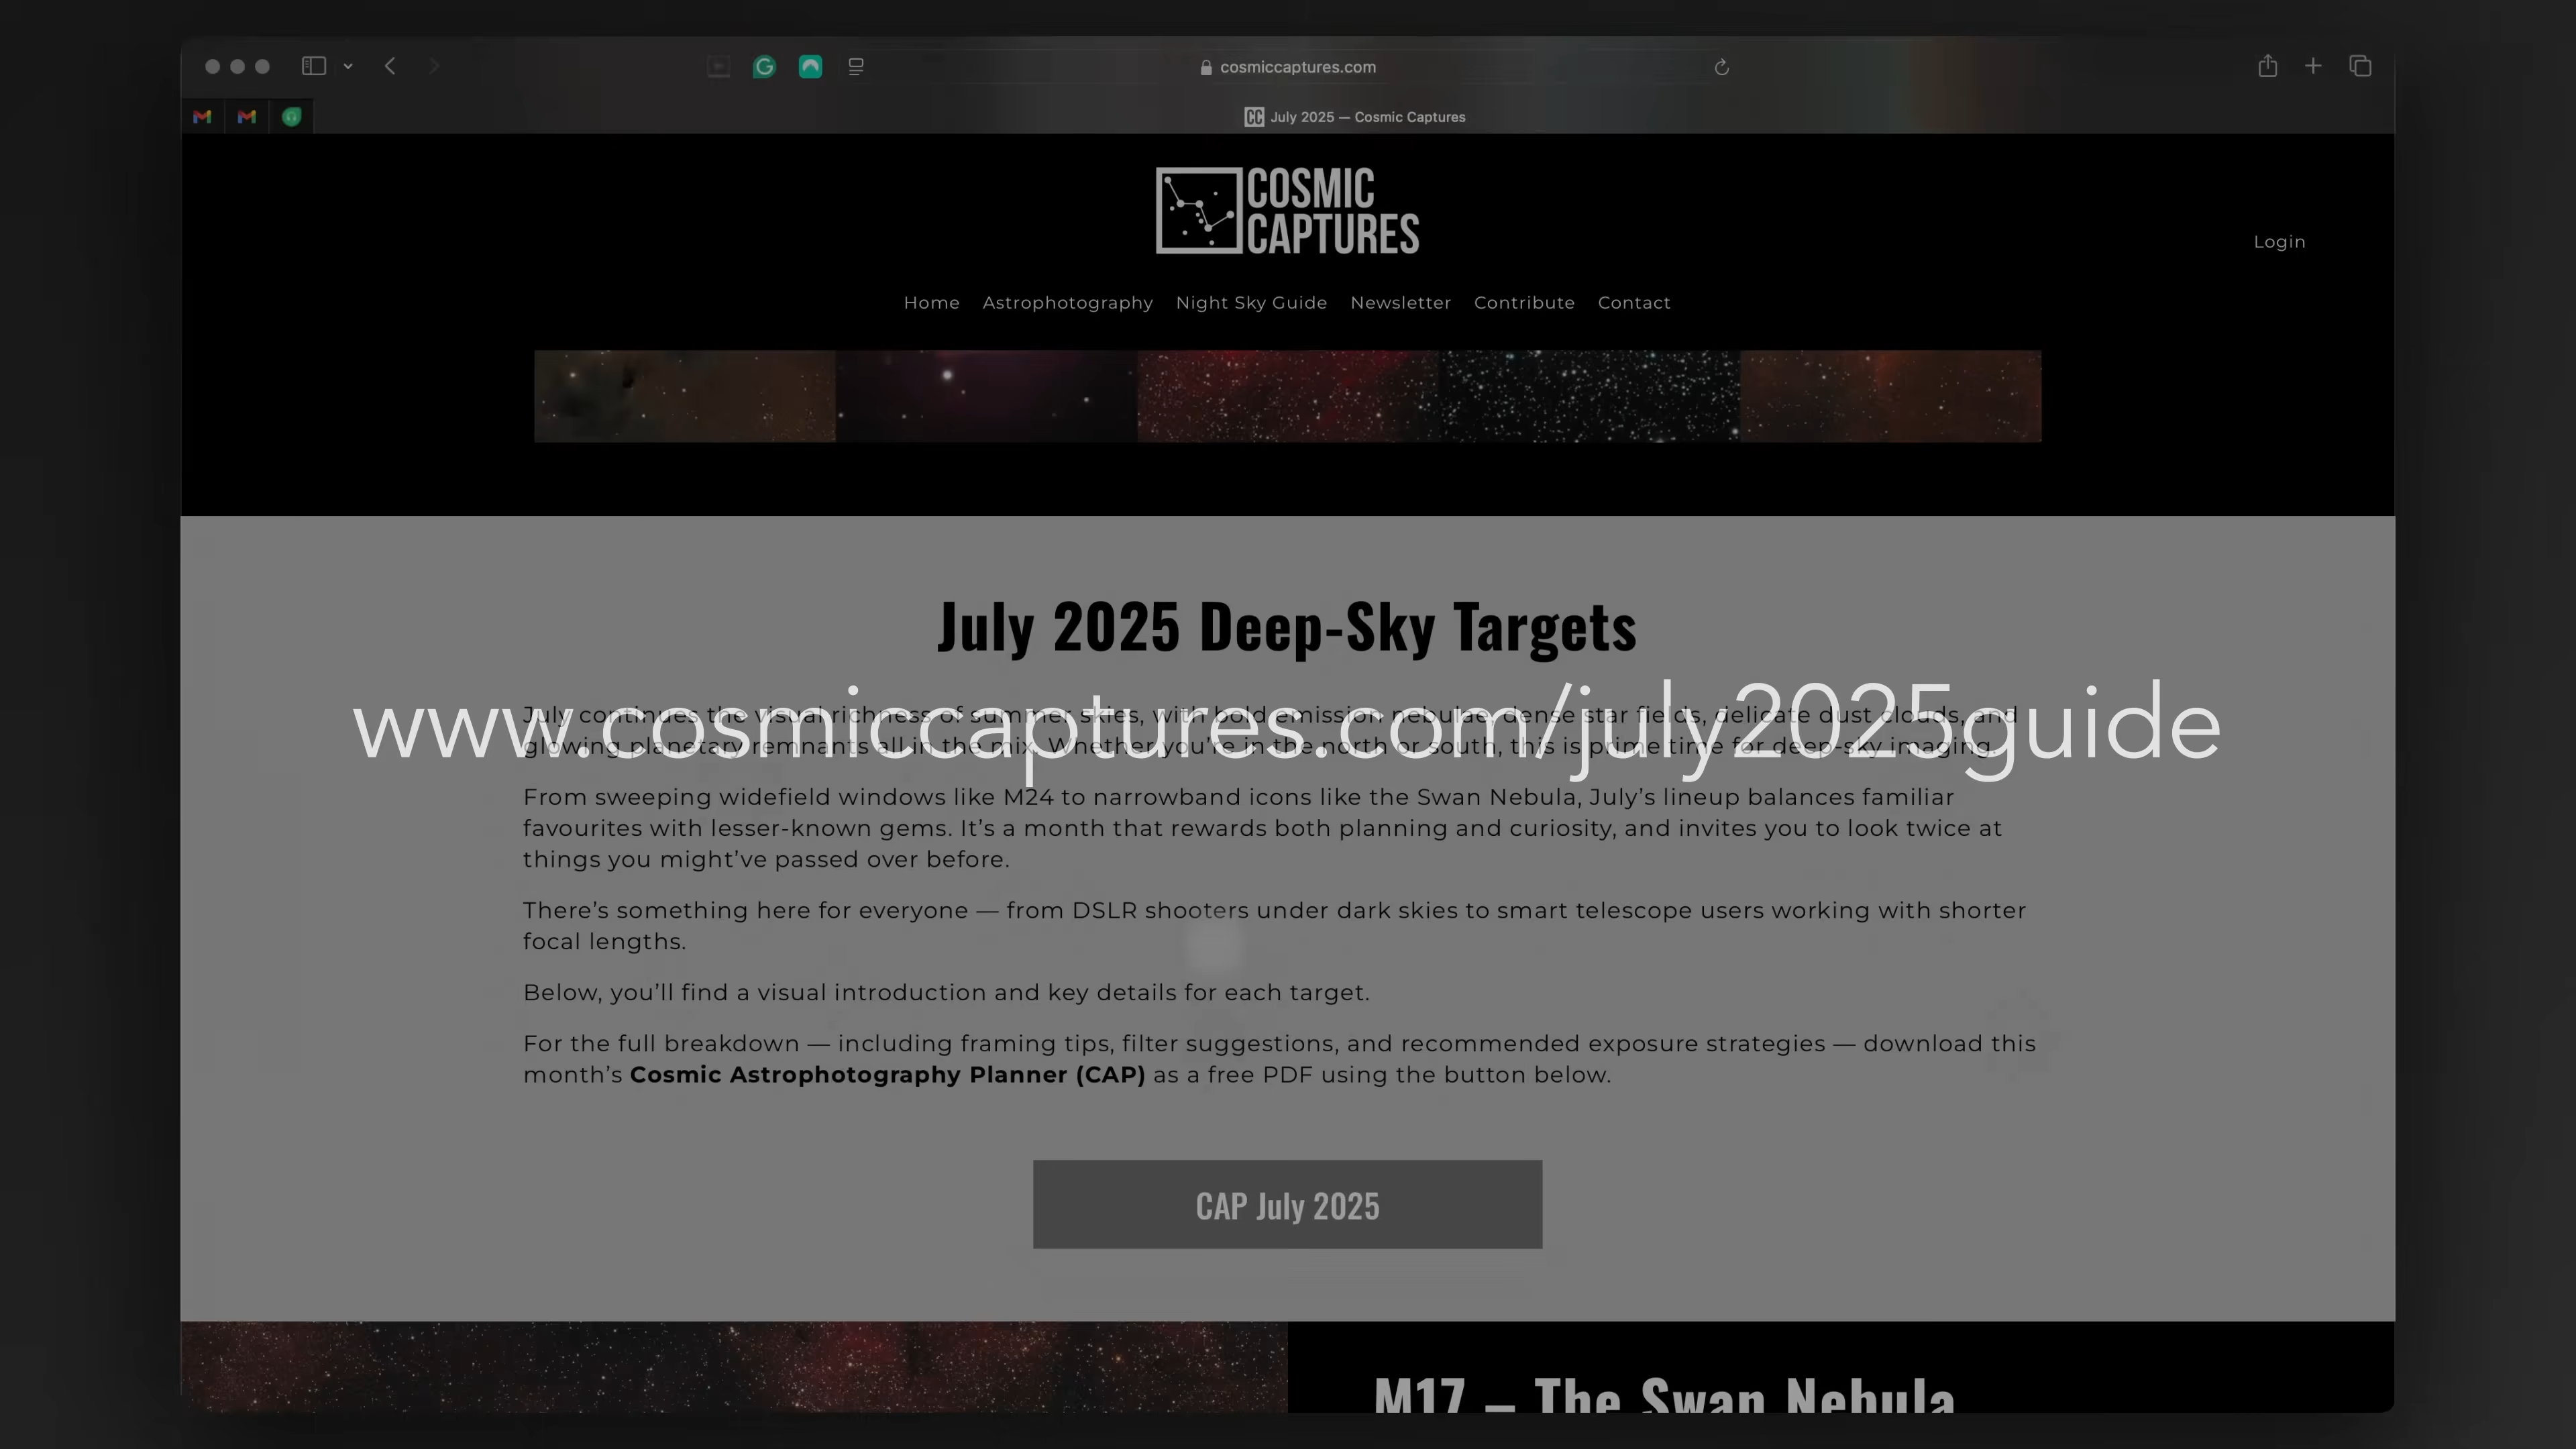 cosmiccaptures.com
CC July 2025 — Cosmic Captures
COSMIC
CAPTURES
Login
Home Astrophotography Night Sky Guide Newsletter Contribute Contact
July 2025 Deep-Sky Targets
www.cosmiccaptures.com/july2025guide
July continues the visual richness of summer skies, with bold emission nebulae, dense star fields, delicate dust clouds, and
glowing planetary remnants all in the mix. Whether you’re in the north or south, this is prime time for deep-sky imaging.
From sweeping widefield windows like M24 to narrowband icons like the Swan Nebula, July’s lineup balances familiar
favourites with lesser-known gems. It’s a month that rewards both planning and curiosity, and invites you to look twice at
things you might’ve passed over before.
There’s something here for everyone — from DSLR shooters under dark skies to smart telescope users working with shorter
focal lengths.
Below, you’ll find a visual introduction and key details for each target.
For the full breakdown — including framing tips, filter suggestions, and recommended exposure strategies — download this
month’s Cosmic Astrophotography Planner (CAP) as a free PDF using the button below.
CAP July 2025
M17 – The Swan Nebula